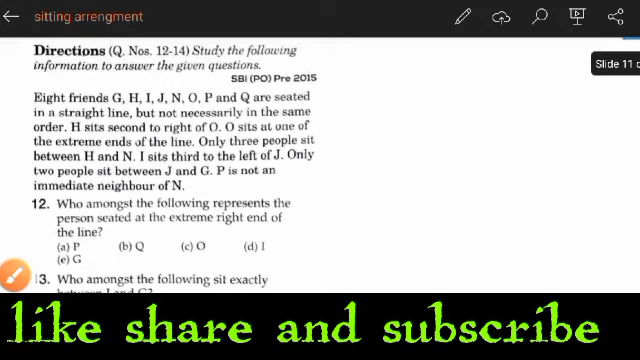 sitting arrengment
Slide 11 o
Directions (Q. Nos. 12-14) Study the following
information to answer the given questions.
SBI (PO) Pre 2015
Eight friends G, H, I, J, N, O, P and Q are seated
in a straight line, but not necessarily in the same
order. H sits second to right of O. O sits at one of
the extreme ends of the line. Only three people sit
between H and N. I sits third to the left of J. Only
two people sit between J and G. P is not an
immediate neighbour of N.
12. Who amongst the following represents the
person seated at the extreme right end of
the line?
(a) P (b) Q (c) O (d) I
(e) G
13. Who amongst the following sit exactly
between I and G?
like share and subscribe